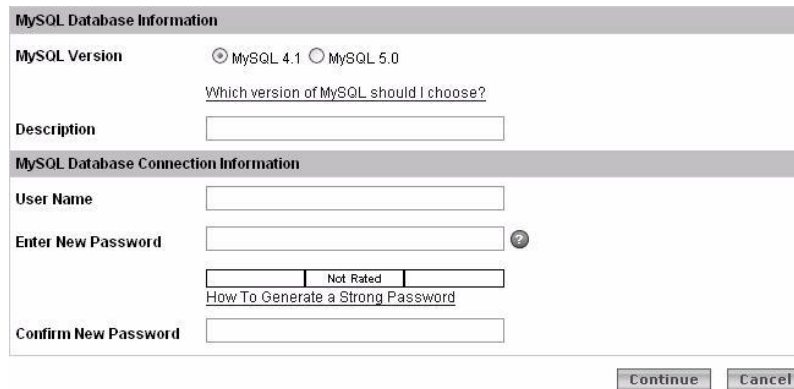 MySQL Database Information
MySQL Version MySQL 4.1 MySQL 5.0
Which version of MySQL should I choose?
Description
MySQL Database Connection Information
User Name
Enter New Password ?
Not Rated
How To Generate a Strong Password
Confirm New Password
Continue Cancel